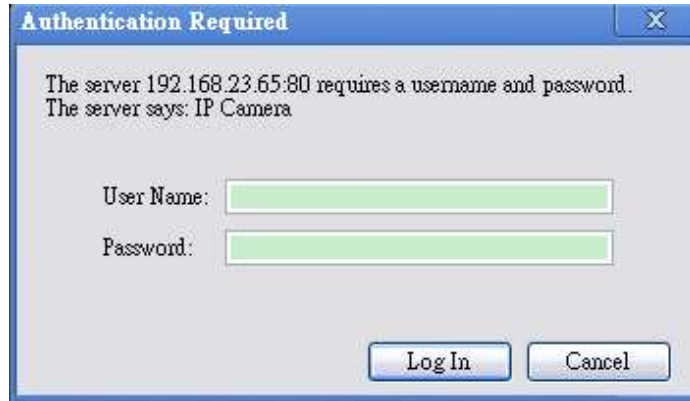 Authentication Required
X
The server 192.168.23.65:80 requires a username and password.
The server says: IP Camera
User Name:
Password:
Log In
Cancel